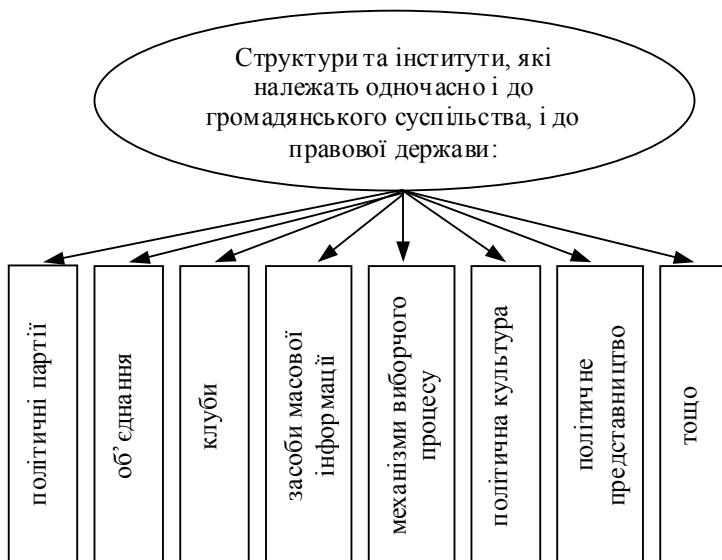 Структури та інститути, які
належать одночасно і до
громадянського суспільства, і до
правової держави:
політичні партії
об’єднання
клуби
засоби масової
інформації
механізми виборчого
процесу
політична культура
політичне
представництво
тощо